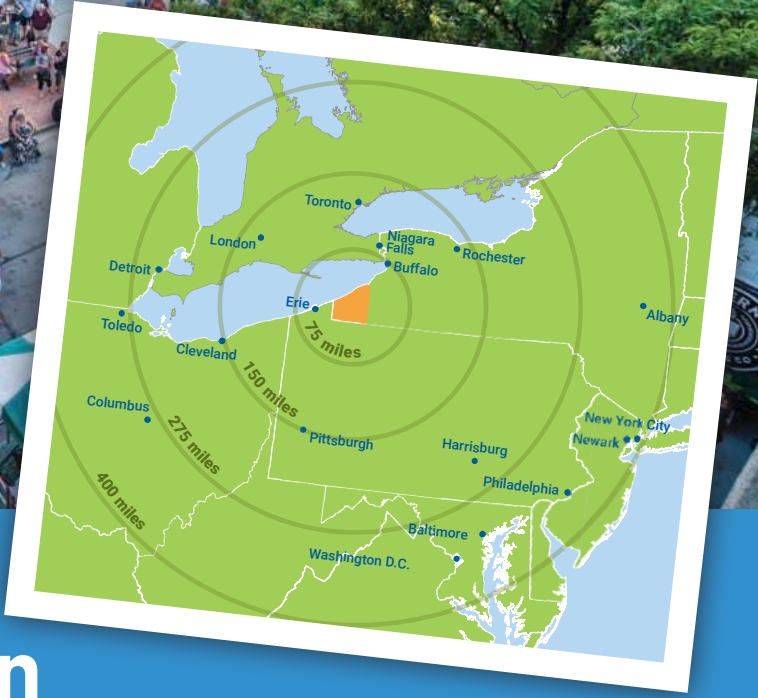 Toronto
Niagara
Falls
London
Rochester
Buffalo
Detroit
Erie
Albany
Toledo
75 miles
Cleveland
150 miles
Columbus
New York City
275 miles
Newark
Pittsburgh
Harrisburg
400 miles
Philadelphia
Baltimore
Washington D.C.
n